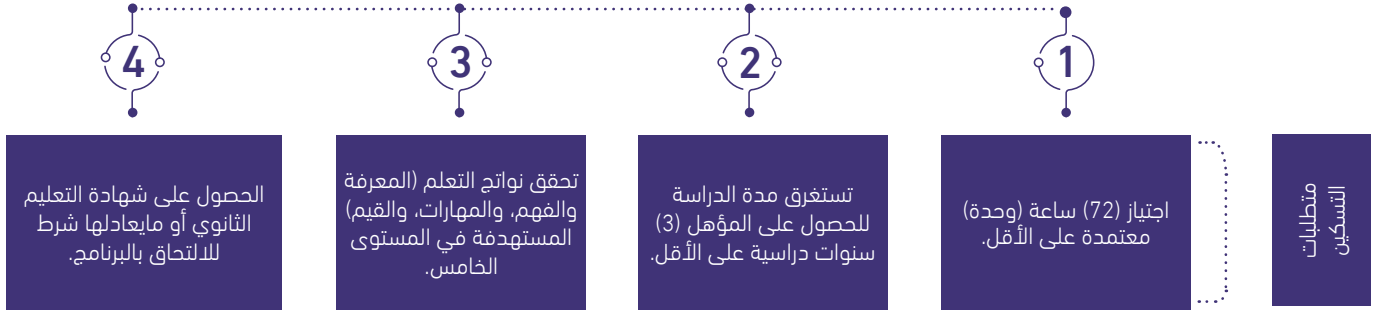 متطلبات
التسكين
1
اجتياز (72) ساعة (وحدة)
معتمدة على الأقل.
2
تستغرق مدة الدراسة
للحصول على المؤهل (3)
سنوات دراسية على الأقل.
3
تحقق نواتج التعلم (المعرفة
والفهم، والمهارات، والقيم)
المستهدفة في المستوى
الخامس.
4
الحصول على شهادة التعليم
الثانوي أو مايعادلها شرط
للالتحاق بالبرنامج.